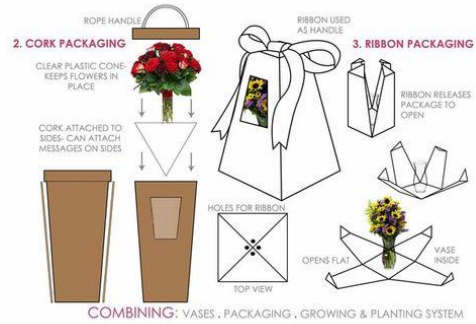 ROPE HANDLE
2. CORK PACKAGING
CLEAR PLASTIC CONE-
KEEPS FLOWERS IN
PLACE
CORK ATTACHED TO
SIDES- CAN ATTACH
MESSAGES ON SIDES
RIBBON USED
AS HANDLE
3. RIBBON PACKAGING
RIBBON RELEASES
PACKAGE TO
OPEN
HOLES FOR RIBBON
TOP VIEW
OPENS FLAT
VASE
INSIDE
COMBINING: VASES . PACKAGING . GROWING & PLANTING SYSTEM